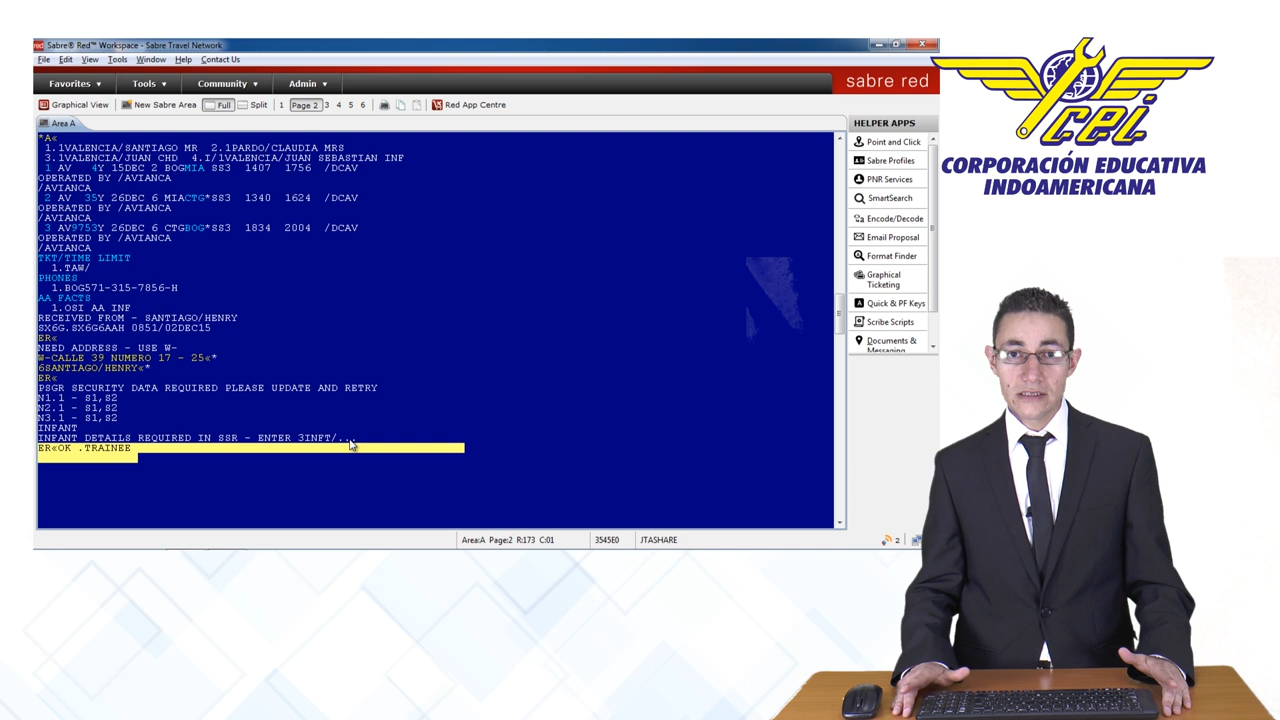 Sabre® Red™ Workspace - Sabre Travel Network
File Edit View Tools Window Help Contact Us
Favorites Tools Community Admin
sabre red
Graphical View New Sabre Area Full Split 1 Page 2 3 4 5 6 Red App Centre
Area A
*A«
1.1VALENCIA/SANTIAGO MR 2.1PARDO/CLAUDIA MRS
3.1VALENCIA/JUAN CHD 4.I/1VALENCIA/JUAN SEBASTIAN INF
1 AV 4Y 15DEC 2 BOGMIA SS3 1407 1756 /DCAV
OPERATED BY /AVIANCA
/AVIANCA
2 AV 35Y 26DEC 6 MIACTG*SS3 1340 1624 /DCAV
OPERATED BY /AVIANCA
/AVIANCA
3 AV9753Y 26DEC 6 CTGBOG*SS3 1834 2004 /DCAV
OPERATED BY /AVIANCA
/AVIANCA
TKT/TIME LIMIT
1.TAW/
PHONES
1.BOG571-315-7856-H
AA FACTS
1.OSI AA INF
RECEIVED FROM - SANTIAGO/HENRY
SX6G.SX6G6AAH 0851/02DEC15
ER«
NEED ADDRESS - USE W-
W-CALLE 39 NUMERO 17 - 25«*
6SANTIAGO/HENRY«*
ER«
PSGR SECURITY DATA REQUIRED PLEASE UPDATE AND RETRY
N1.1 - S1,S2
N2.1 - S1,S2
N3.1 - S1,S2
INFANT
INFANT DETAILS REQUIRED IN SSR - ENTER 3INFT/...
ER«OK .TRAINEE
Area:A Page:2 R:173 C:01 3545E0 JTASHARE 2
HELPER APPS
Point and Click
Sabre Profiles
PNR Services
SmartSearch
Encode/Decode
Email Proposal
Format Finder
Graphical
Ticketing
Quick & PF Keys
Scribe Scripts
Documents &
Messaging
cei
CORPORACIÓN EDUCATIVA
INDOAMERICANA